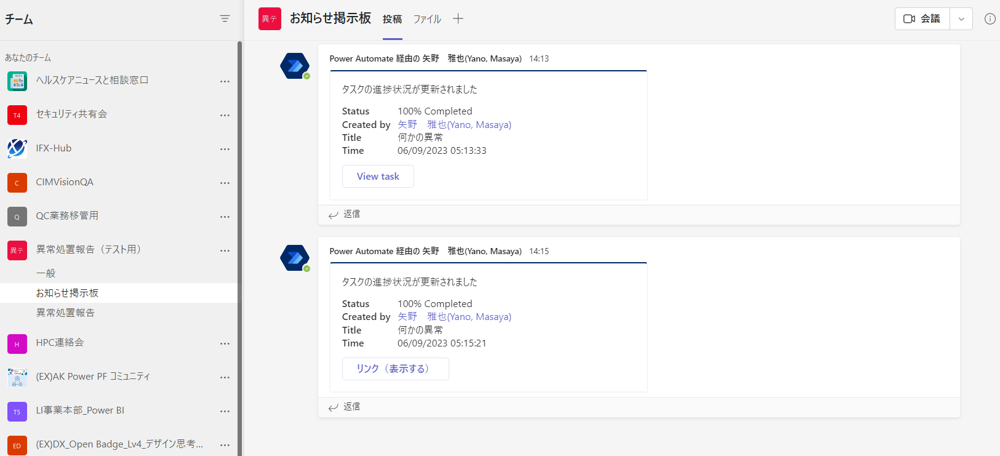 チーム
あなたのチーム
ヘルスケアニュースと相談窓口
T4
セキュリティ共有会
IFX-Hub
C
CIMVisionQA
Q
QC業務移管用
異テ
異常処置報告（テスト用）
一般
お知らせ掲示板
異常処置報告
H
HPC連絡会
(EX)AK Power PF コミュニティ
T5
LI事業本部_Power BI
ED
(EX)DX_Open Badge_Lv4_デザイン思考...
異テ
お知らせ掲示板
投稿
ファイル
会議
Power Automate 経由の 矢野　雅也(Yano, Masaya) 14:13
タスクの進捗状況が更新されました
Status 100% Completed
Created by 矢野　雅也(Yano, Masaya)
Title 何かの異常
Time 06/09/2023 05:13:33
View task
返信
Power Automate 経由の 矢野　雅也(Yano, Masaya) 14:15
タスクの進捗状況が更新されました
Status 100% Completed
Created by 矢野　雅也(Yano, Masaya)
Title 何かの異常
Time 06/09/2023 05:15:21
リンク（表示する）
返信